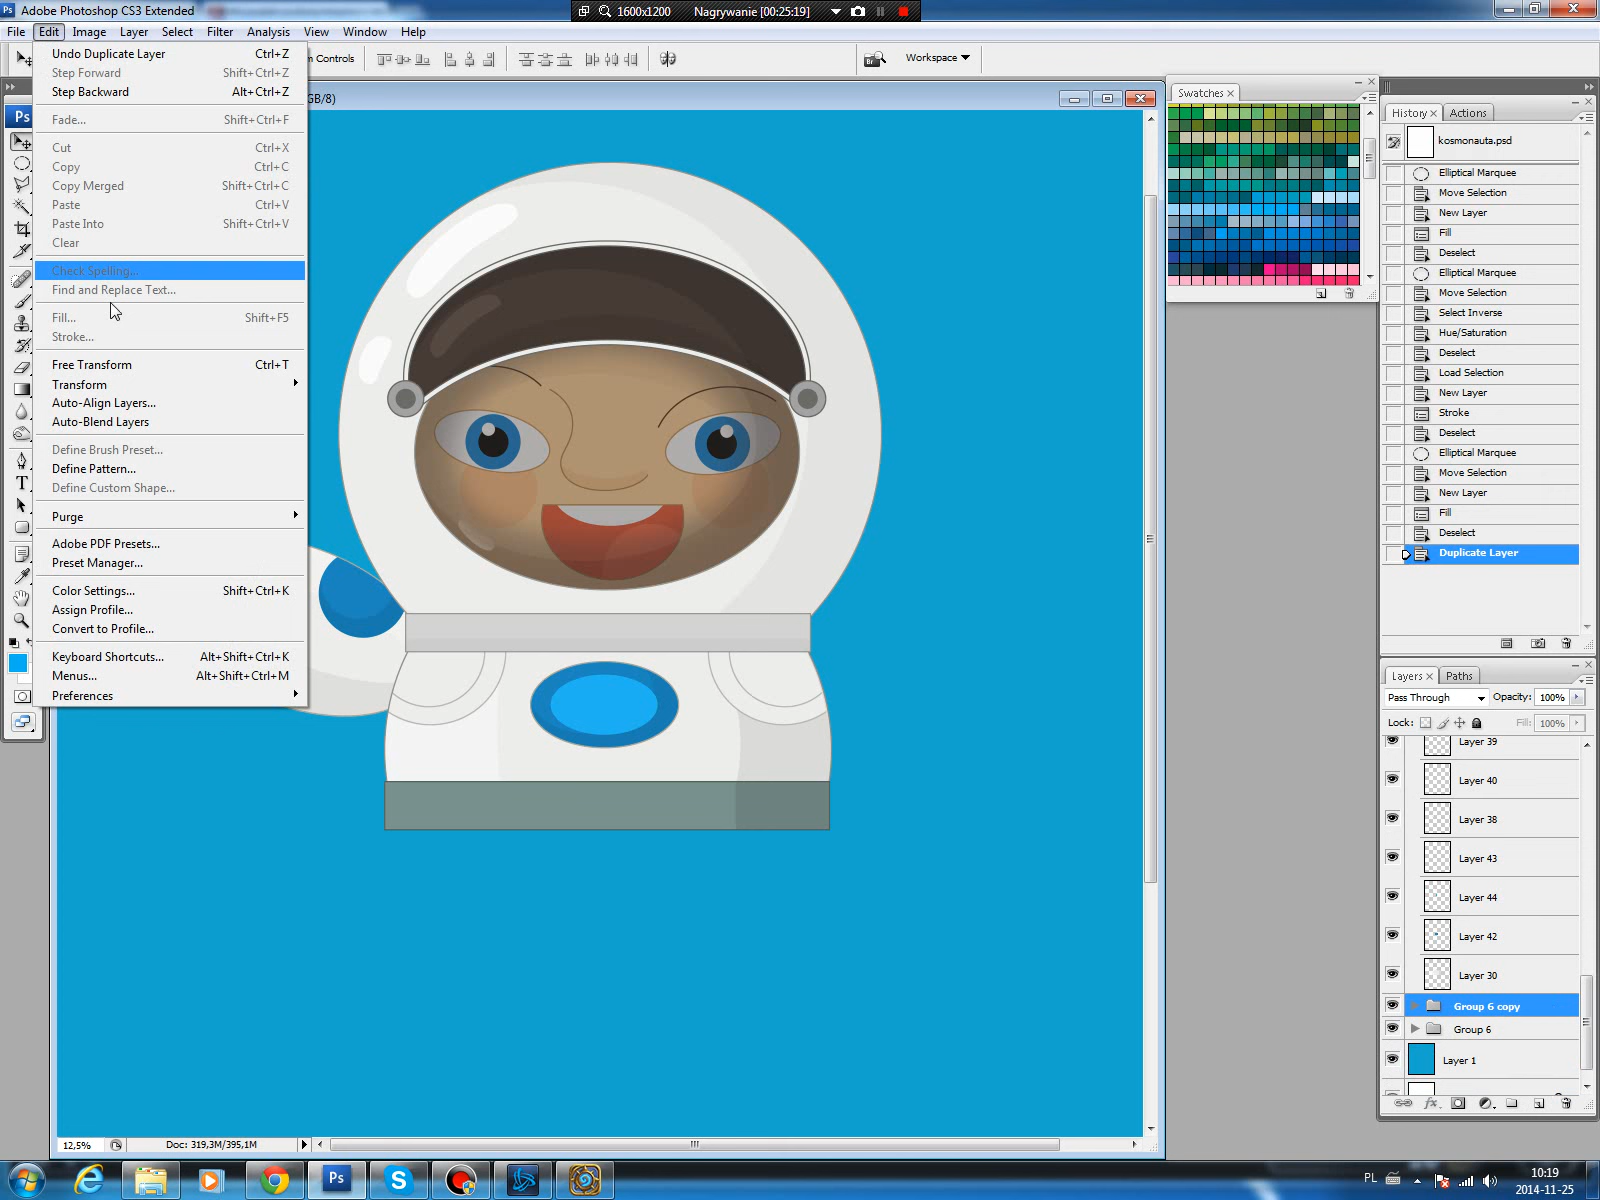 Adobe Photoshop CS3 Extended
1600x1200
Nagrywanie [00:25:19]
File Edit Image Layer Select Filter Analysis View Window Help
Undo Duplicate Layer Ctrl+Z
Step Forward Shift+Ctrl+Z
Step Backward Alt+Ctrl+Z
Fade... Shift+Ctrl+F
Cut Ctrl+X
Copy Ctrl+C
Copy Merged Shift+Ctrl+C
Paste Ctrl+V
Paste Into Shift+Ctrl+V
Clear
Check Spelling...
Find and Replace Text...
Fill... Shift+F5
Stroke...
Free Transform Ctrl+T
Transform
Auto-Align Layers...
Auto-Blend Layers
Define Brush Preset...
Define Pattern...
Define Custom Shape...
Purge
Adobe PDF Presets...
Preset Manager...
Color Settings... Shift+Ctrl+K
Assign Profile...
Convert to Profile...
Keyboard Shortcuts... Alt+Shift+Ctrl+K
Menus... Alt+Shift+Ctrl+M
Preferences
m Controls
Workspace
GB/8)
Ps
T
Swatches
History Actions
kosmonauta.psd
Elliptical Marquee
Move Selection
New Layer
Fill
Deselect
Elliptical Marquee
Move Selection
Select Inverse
Hue/Saturation
Deselect
Load Selection
New Layer
Stroke
Deselect
Elliptical Marquee
Move Selection
New Layer
Fill
Deselect
Duplicate Layer
Layers Paths
Pass Through Opacity: 100%
Lock: Fill: 100%
Layer 39
Layer 40
Layer 38
Layer 43
Layer 44
Layer 42
Layer 30
Group 6 copy
Group 6
Layer 1
12,5% Doc: 319,3M/395,1M
Ps
PL
10:19
2014-11-25